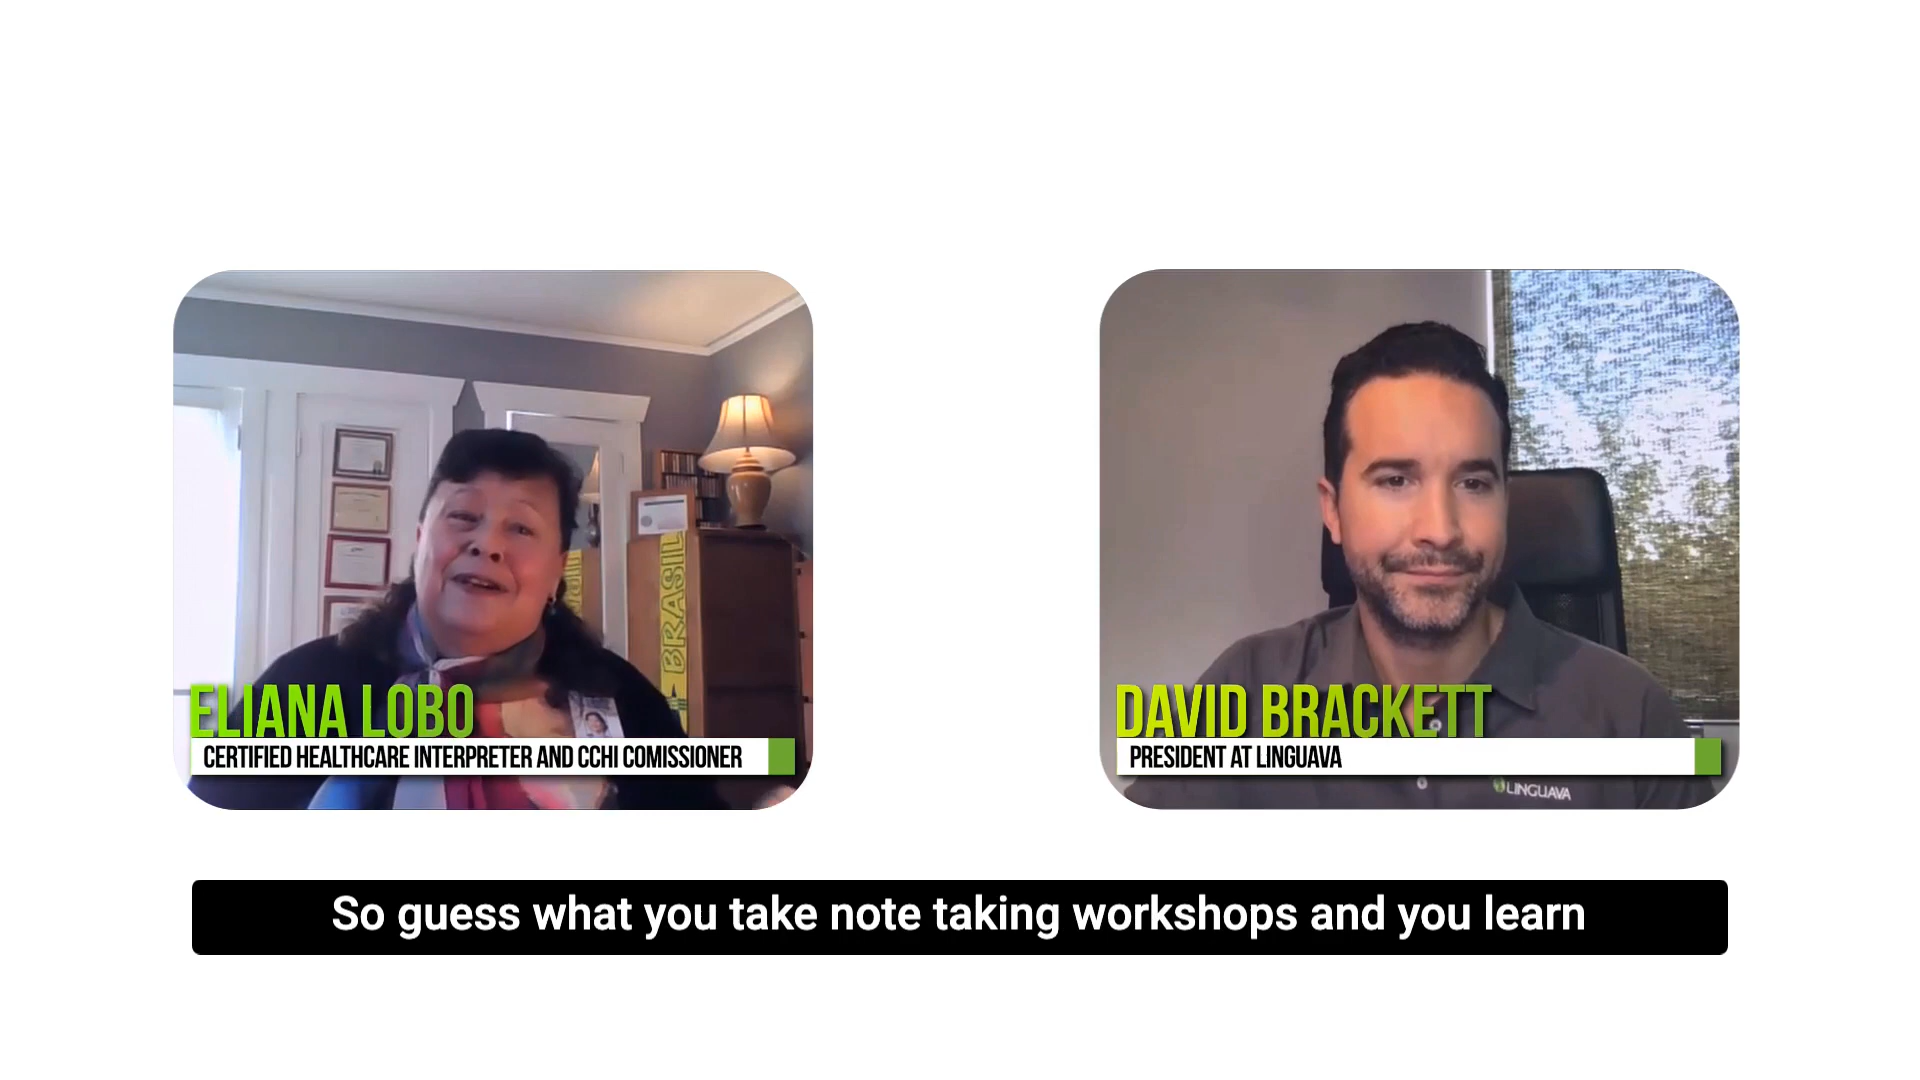 BRASIL
ELIANA LOBO
CERTIFIED HEALTHCARE INTERPRETER AND CCHI COMISSIONER
DAVID BRACKETT
PRESIDENT AT LINGUAVA
LINGUAVA
So guess what you take note taking workshops and you learn